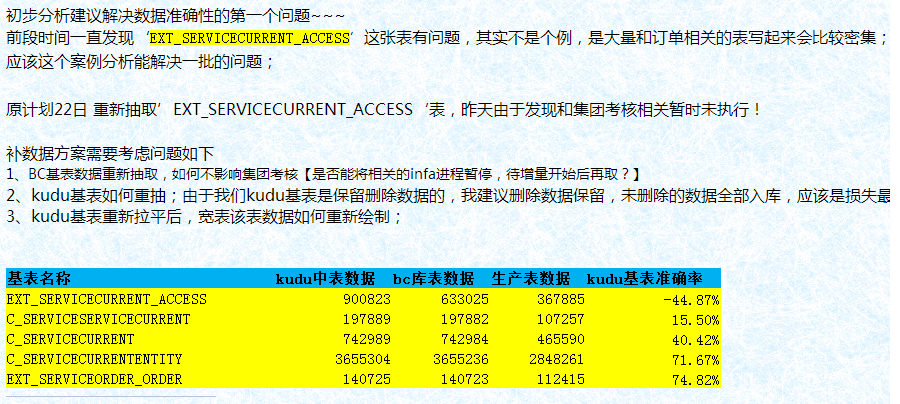 初步分析建议解决数据准确性的第一个问题~~~
前段时间一直发现‘EXT_SERVICECURRENT_ACCESS’这张表有问题，其实不是个例，是大量和订单相关的表写起来会比较密集；
应该这个案例分析能解决一批的问题；
原计划22日 重新抽取’EXT_SERVICECURRENT_ACCESS‘表，昨天由于发现和集团考核相关暂时未执行！
补数据方案需要考虑问题如下
1、BC基表数据重新抽取，如何不影响集团考核【是否能将相关的infa进程暂停，待增量开始后再取？】
2、kudu基表如何重抽；由于我们kudu基表是保留删除数据的，我建议删除数据保留，未删除的数据全部入库，应该是损失最
3、kudu基表重新拉平后，宽表该表数据如何重新绘制；
基表名称 kudu中表数据 bc库表数据 生产表数据 kudu基表准确率
EXT_SERVICECURRENT_ACCESS 900823 633025 367885 -44.87%
C_SERVICESERVICECURRENT 197889 197882 107257 15.50%
C_SERVICECURRENT 742989 742984 465590 40.42%
C_SERVICECURRENTENTITY 3655304 3655236 2848261 71.67%
EXT_SERVICEORDER_ORDER 140725 140723 112415 74.82%